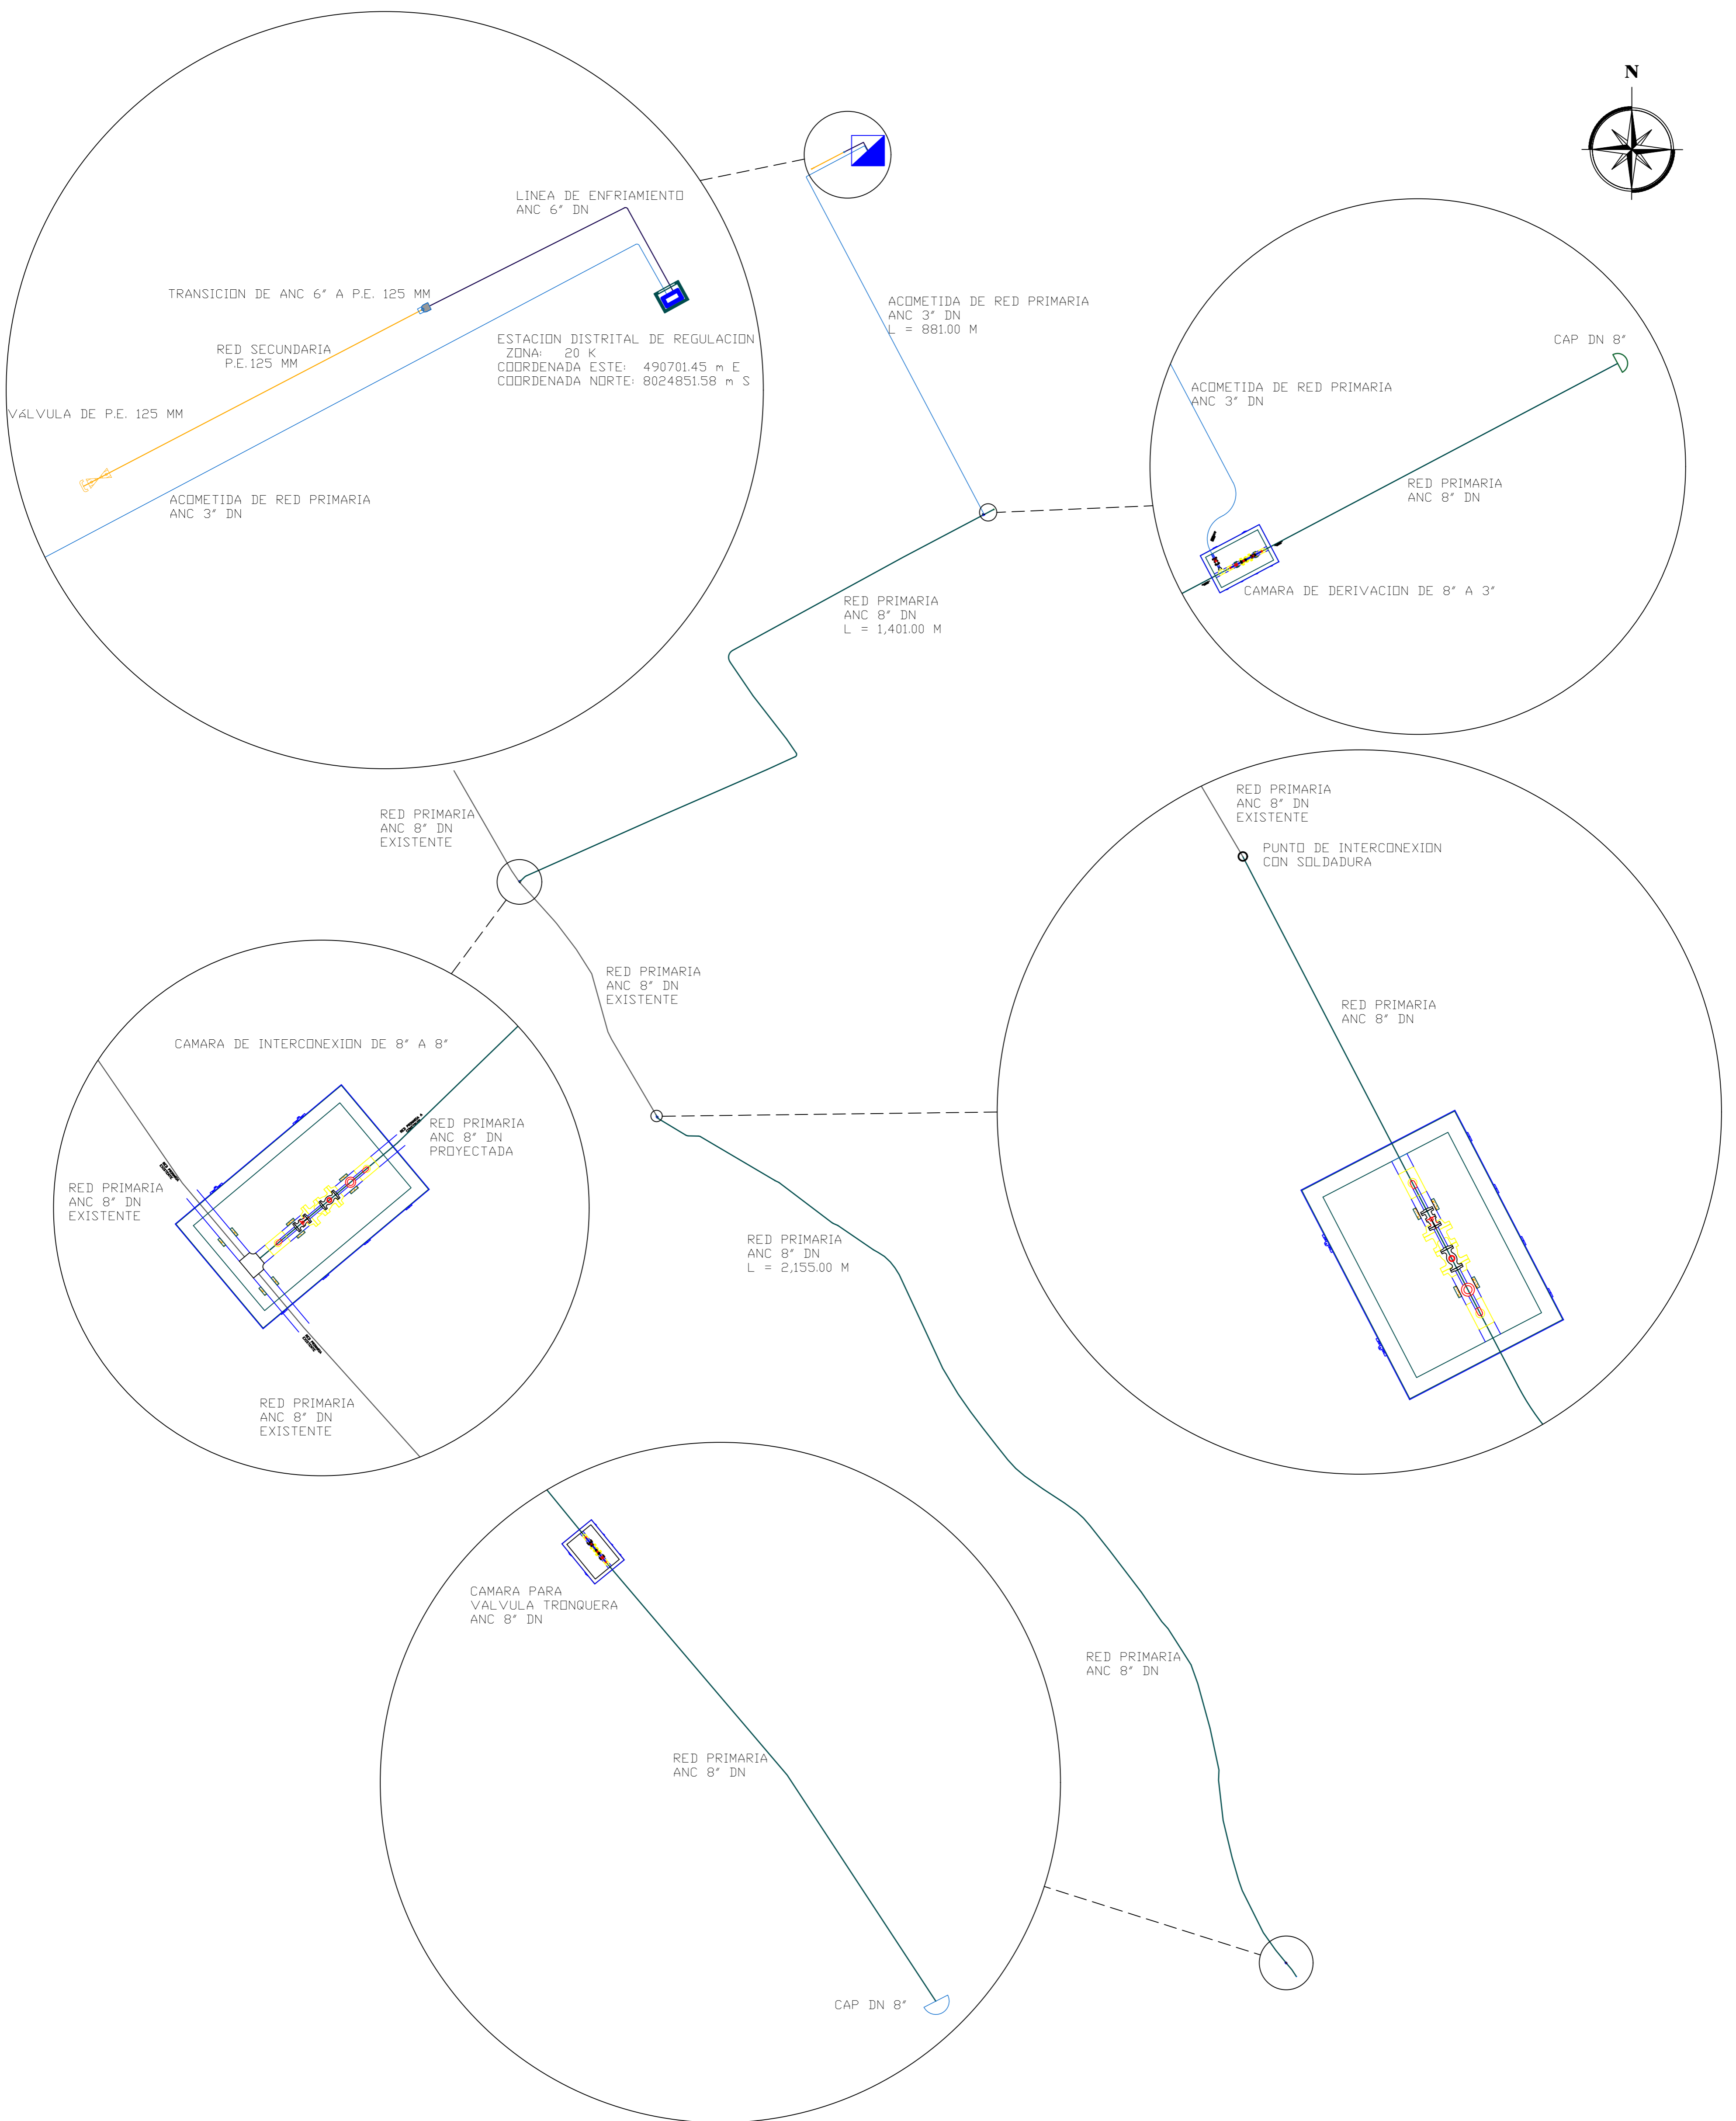 N
LINEA DE ENFRIAMIENTO
ANC 6" DN
TRANSICION DE ANC 6" A P.E. 125 MM
RED SECUNDARIA
P.E.125 MM
ESTACION DISTRITAL DE REGULACION
ZONA: 20 K
COORDENADA ESTE: 490701.45 m E
COORDENADA NORTE: 8024851.58 m S
VáLVULA DE P.E. 125 MM
ACOMETIDA DE RED PRIMARIA
ANC 3" DN
ACOMETIDA DE RED PRIMARIA
ANC 3" DN
L = 881.00 M
CAP DN 8"
ACOMETIDA DE RED PRIMARIA
ANC 3" DN
RED PRIMARIA
ANC 8" DN
CAMARA DE DERIVACION DE 8" A 3"
RED PRIMARIA
ANC 8" DN
L = 1,401.00 M
RED PRIMARIA
ANC 8" DN
EXISTENTE
RED PRIMARIA
ANC 8" DN
EXISTENTE
PUNTO DE INTERCONEXION
CON SOLDADURA
RED PRIMARIA
ANC 8" DN
EXISTENTE
RED PRIMARIA
ANC 8" DN
CAMARA DE INTERCONEXION DE 8" A 8"
RED PRIMARIA
ANC 8" DN
PROYECTADA
RED PRIMARIA
ANC 8" DN
EXISTENTE
RED PRIMARIA
ANC 8" DN
EXISTENTE
RED PRIMARIA
ANC 8" DN
L = 2,155.00 M
CAMARA PARA
VALVULA TRONQUERA
ANC 8" DN
RED PRIMARIA
ANC 8" DN
RED PRIMARIA
ANC 8" DN
CAP DN 8"